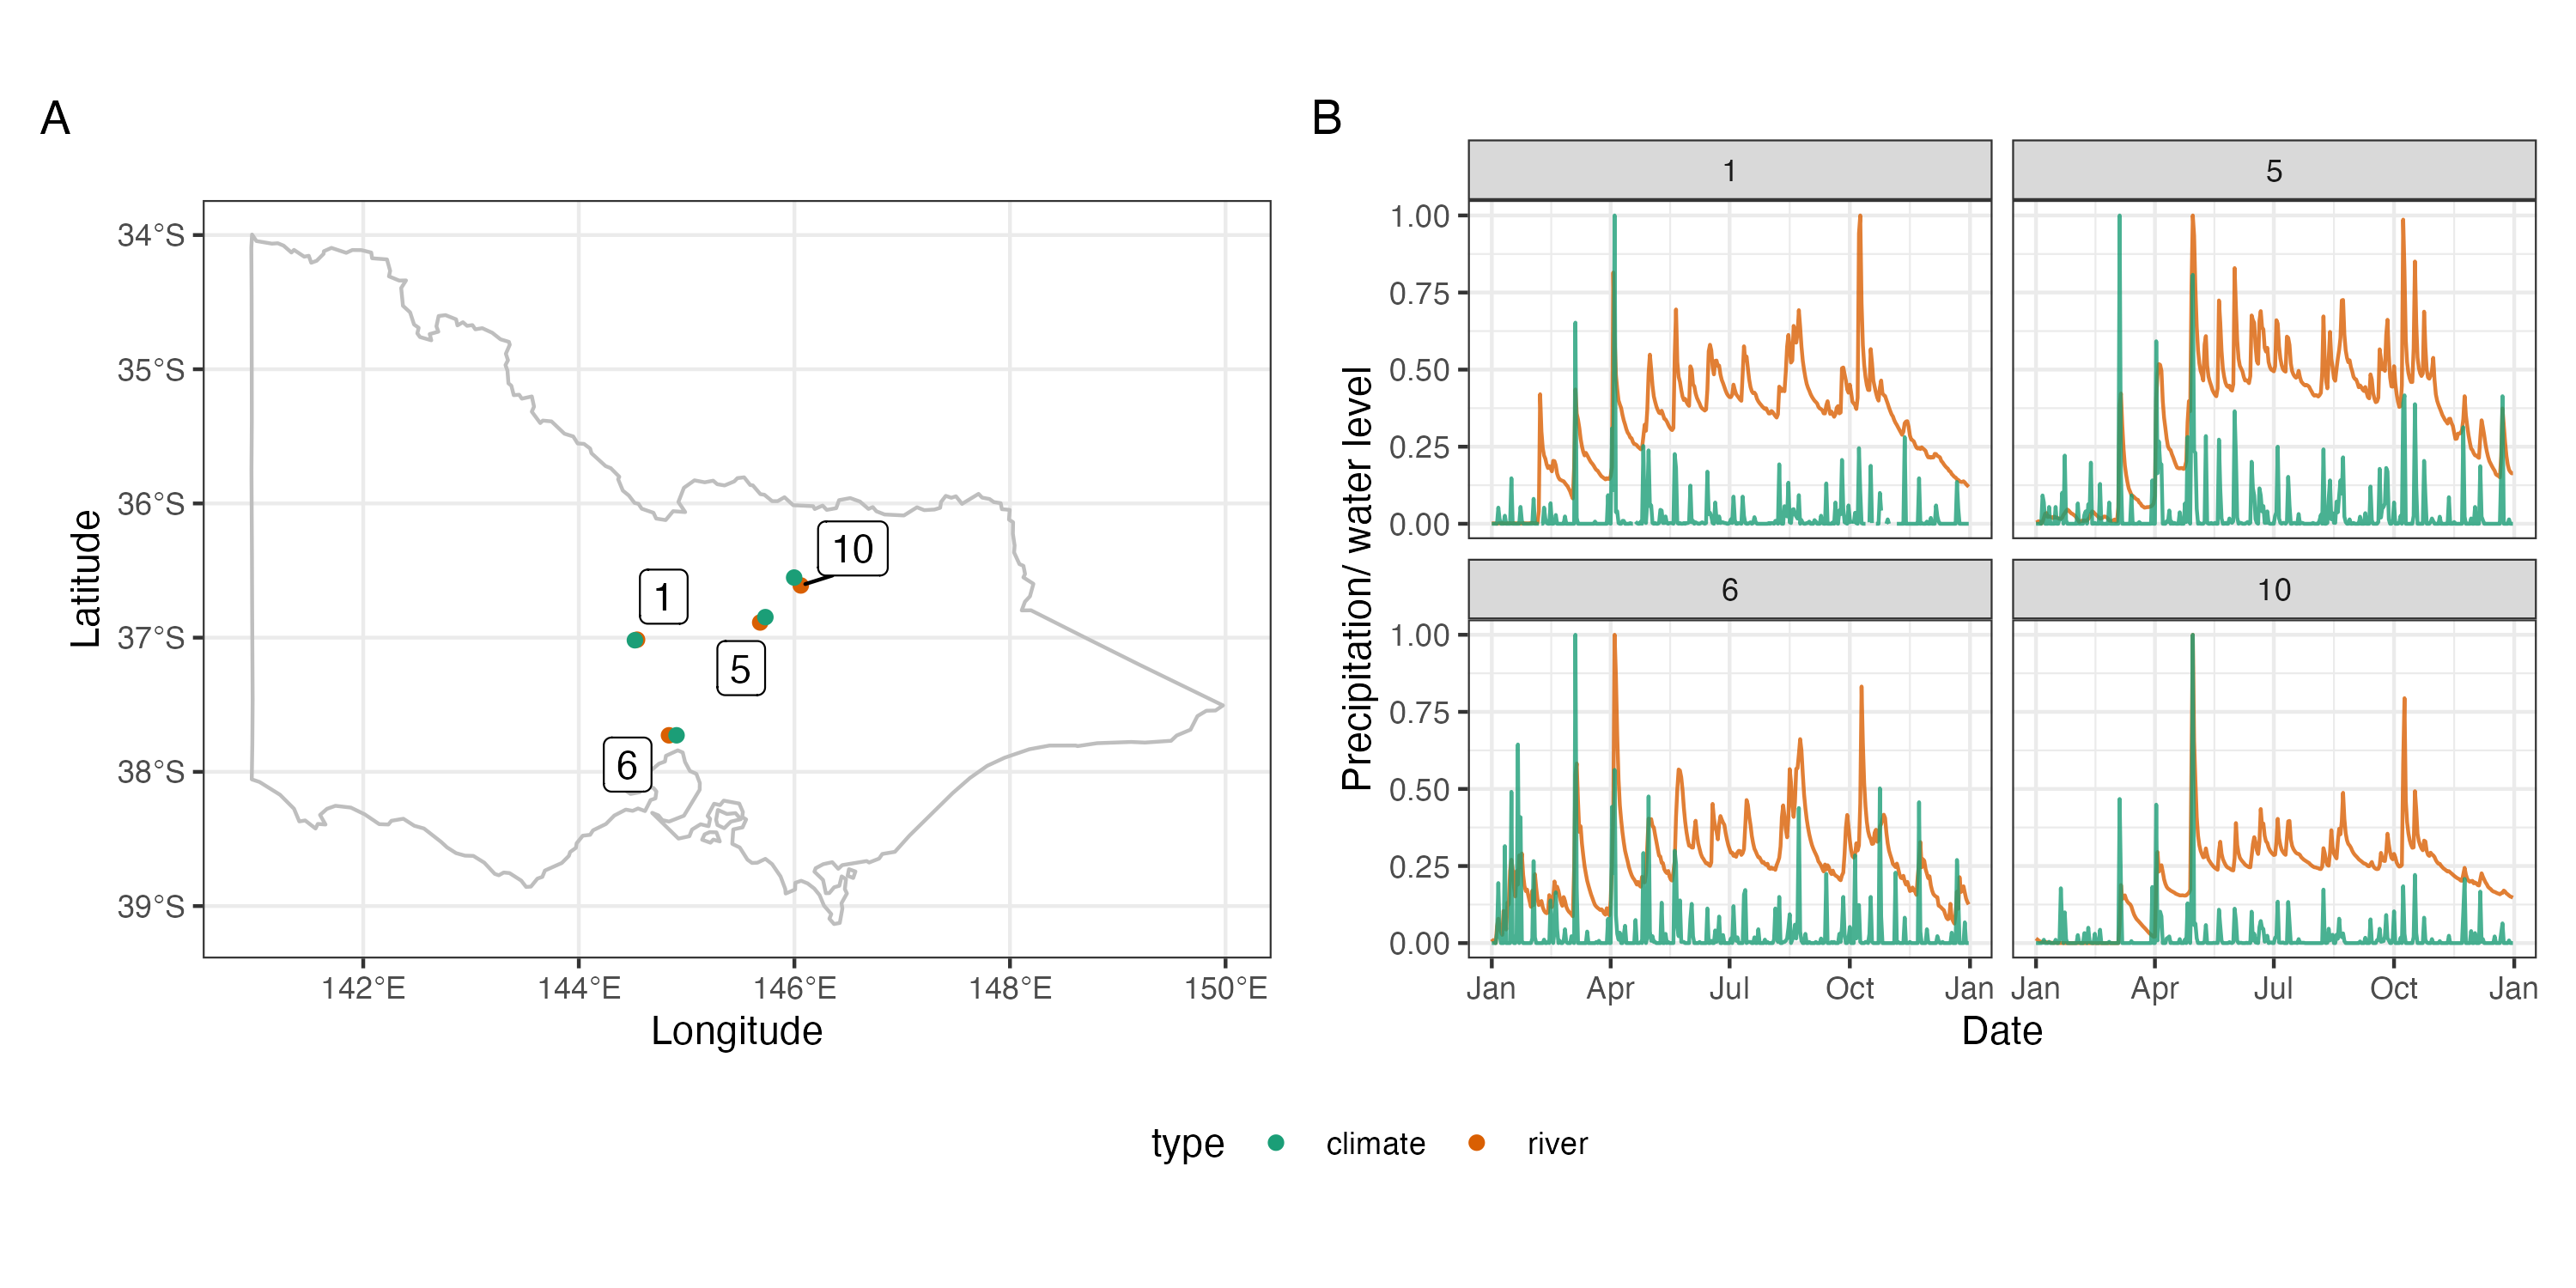 A
34°S
35°S
36°S
37°S
38°S
39°S
Latitude
10
1
5
6
142°E
144°E
146°E
148°E
150°E
Longitude
B
1
5
1.00
0.75
0.50
0.25
0.00
6
10
1.00
0.75
0.50
0.25
0.00
Precipitation/ water level
Jan Apr Jul Oct Jan
Jan Apr Jul Oct Jan
Date
type climate river